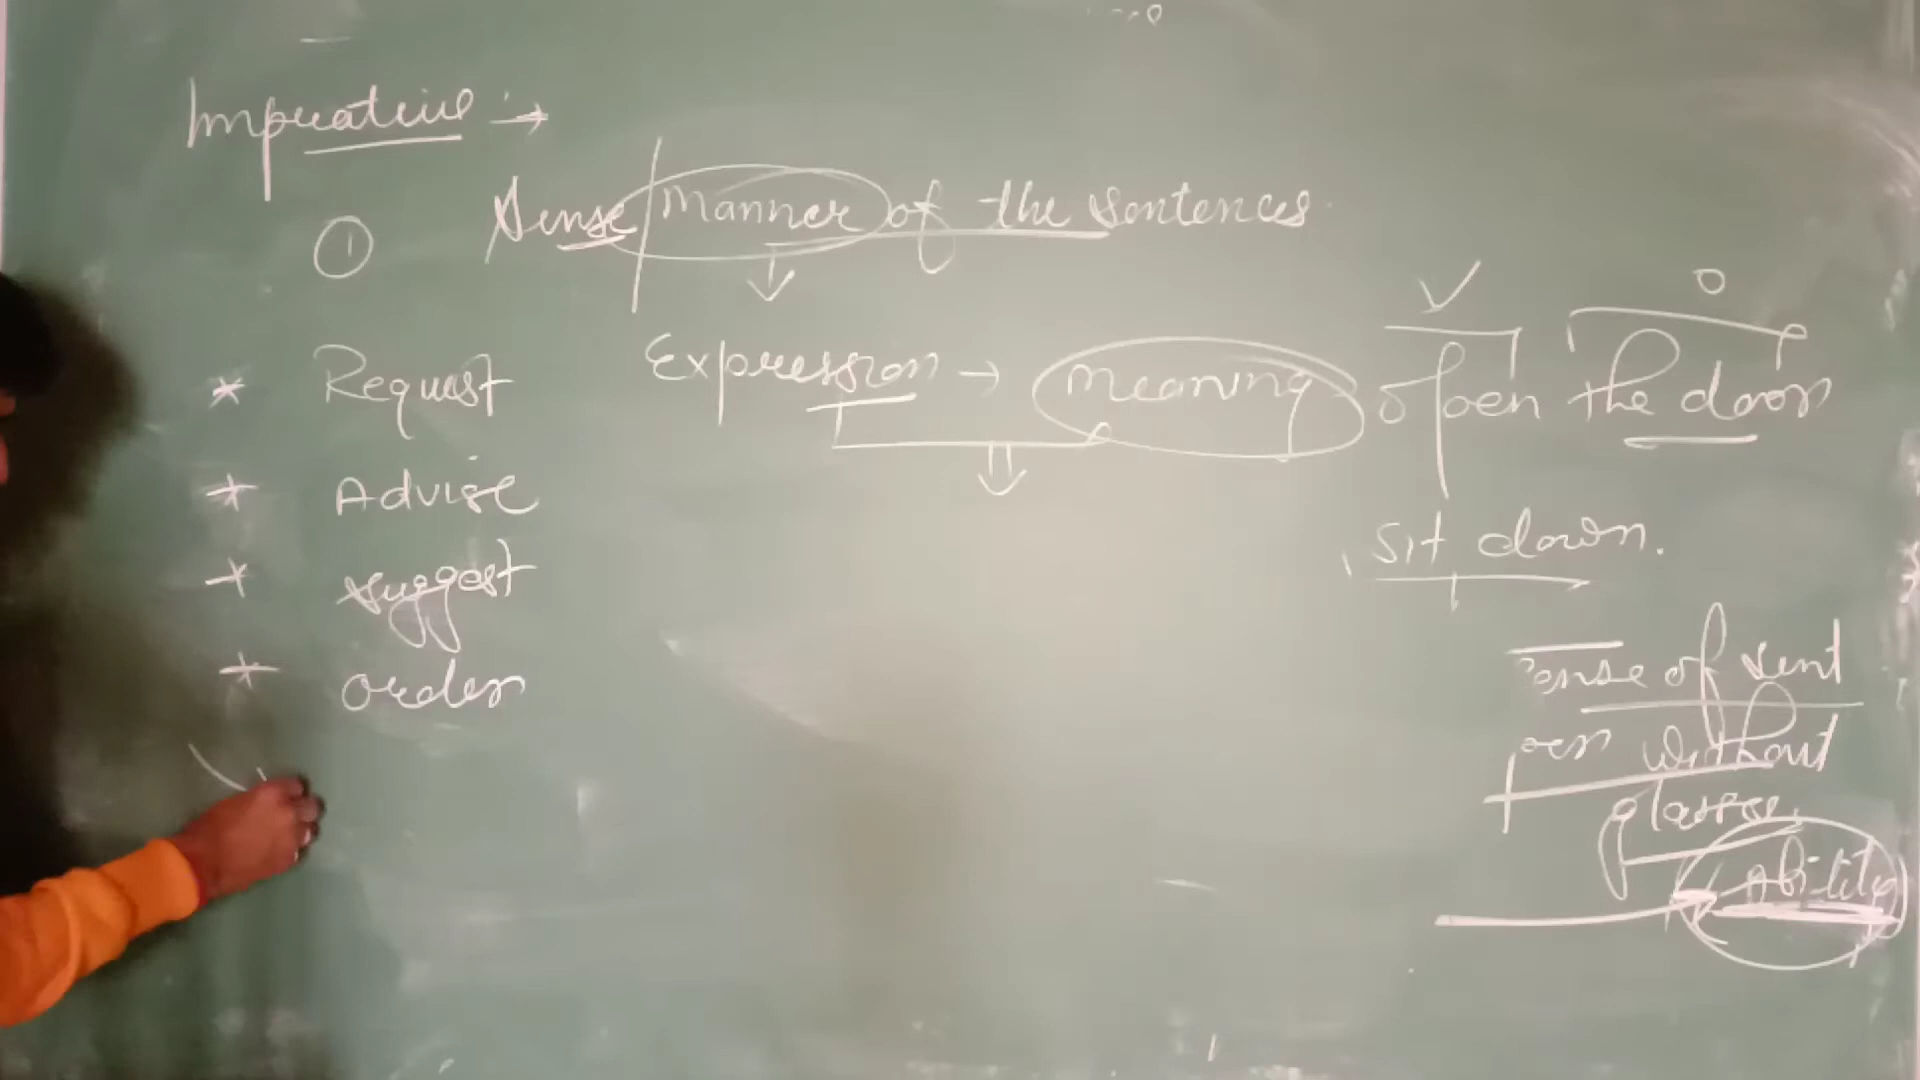 Imperative :→
① Sense / Manner of the sentences.
* Request
Expression → meaning
open the door
* Advise
sit down.
* suggest
* order
sense of sent
without
glasses.
Ability